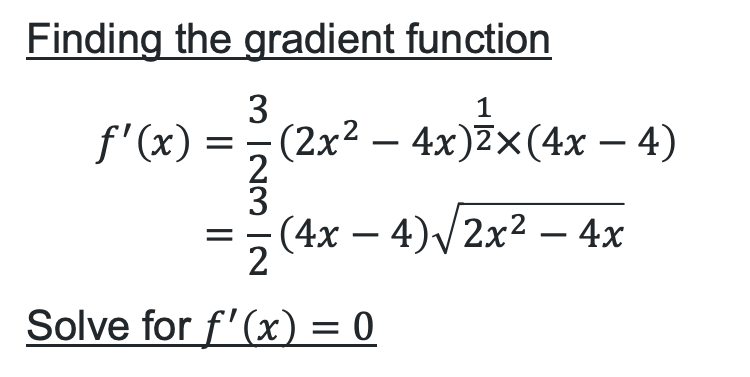 Finding the gradient function
f′(x) = 3/2 (2x² − 4x)^(1/2) × (4x − 4)
= 3/2 (4x − 4)√(2x² − 4x)
Solve for f′(x) = 0